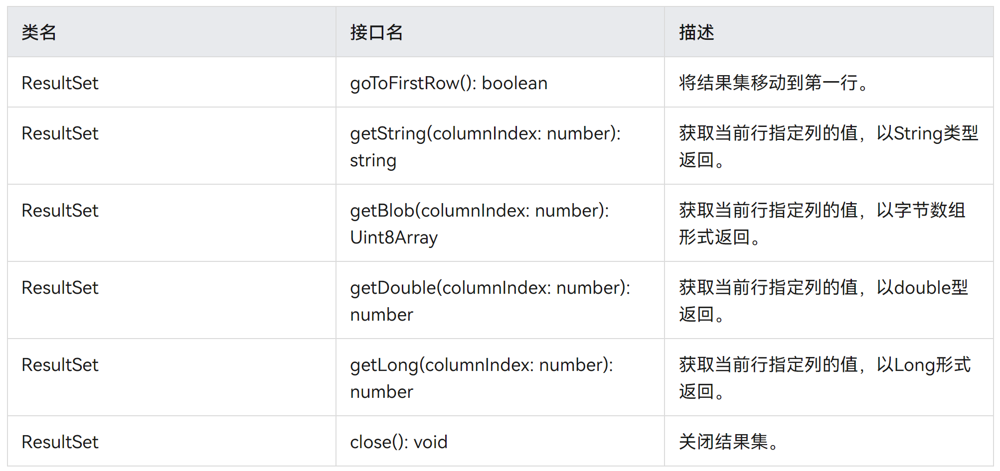 类名
接口名
描述
ResultSet
goToFirstRow(): boolean
将结果集移动到第一行。
ResultSet
getString(columnIndex: number):
string
获取当前行指定列的值，以String类型
返回。
ResultSet
getBlob(columnIndex: number):
Uint8Array
获取当前行指定列的值，以字节数组
形式返回。
ResultSet
getDouble(columnIndex: number):
number
获取当前行指定列的值，以double型
返回。
ResultSet
getLong(columnIndex: number):
number
获取当前行指定列的值，以Long形式
返回。
ResultSet
close(): void
关闭结果集。